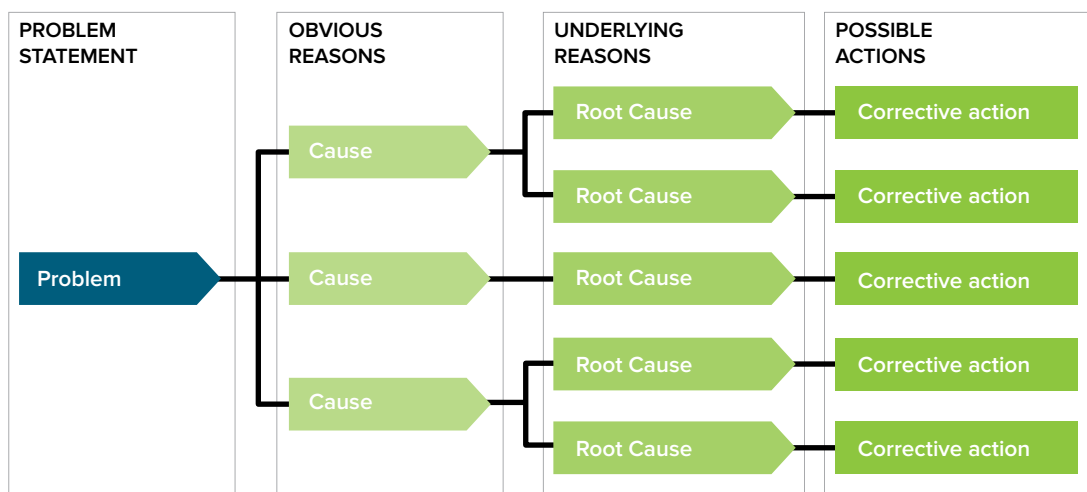 PROBLEM
STATEMENT
OBVIOUS
REASONS
UNDERLYING
REASONS
POSSIBLE
ACTIONS
Problem
Cause
Cause
Cause
Root Cause
Root Cause
Root Cause
Root Cause
Root Cause
Corrective action
Corrective action
Corrective action
Corrective action
Corrective action